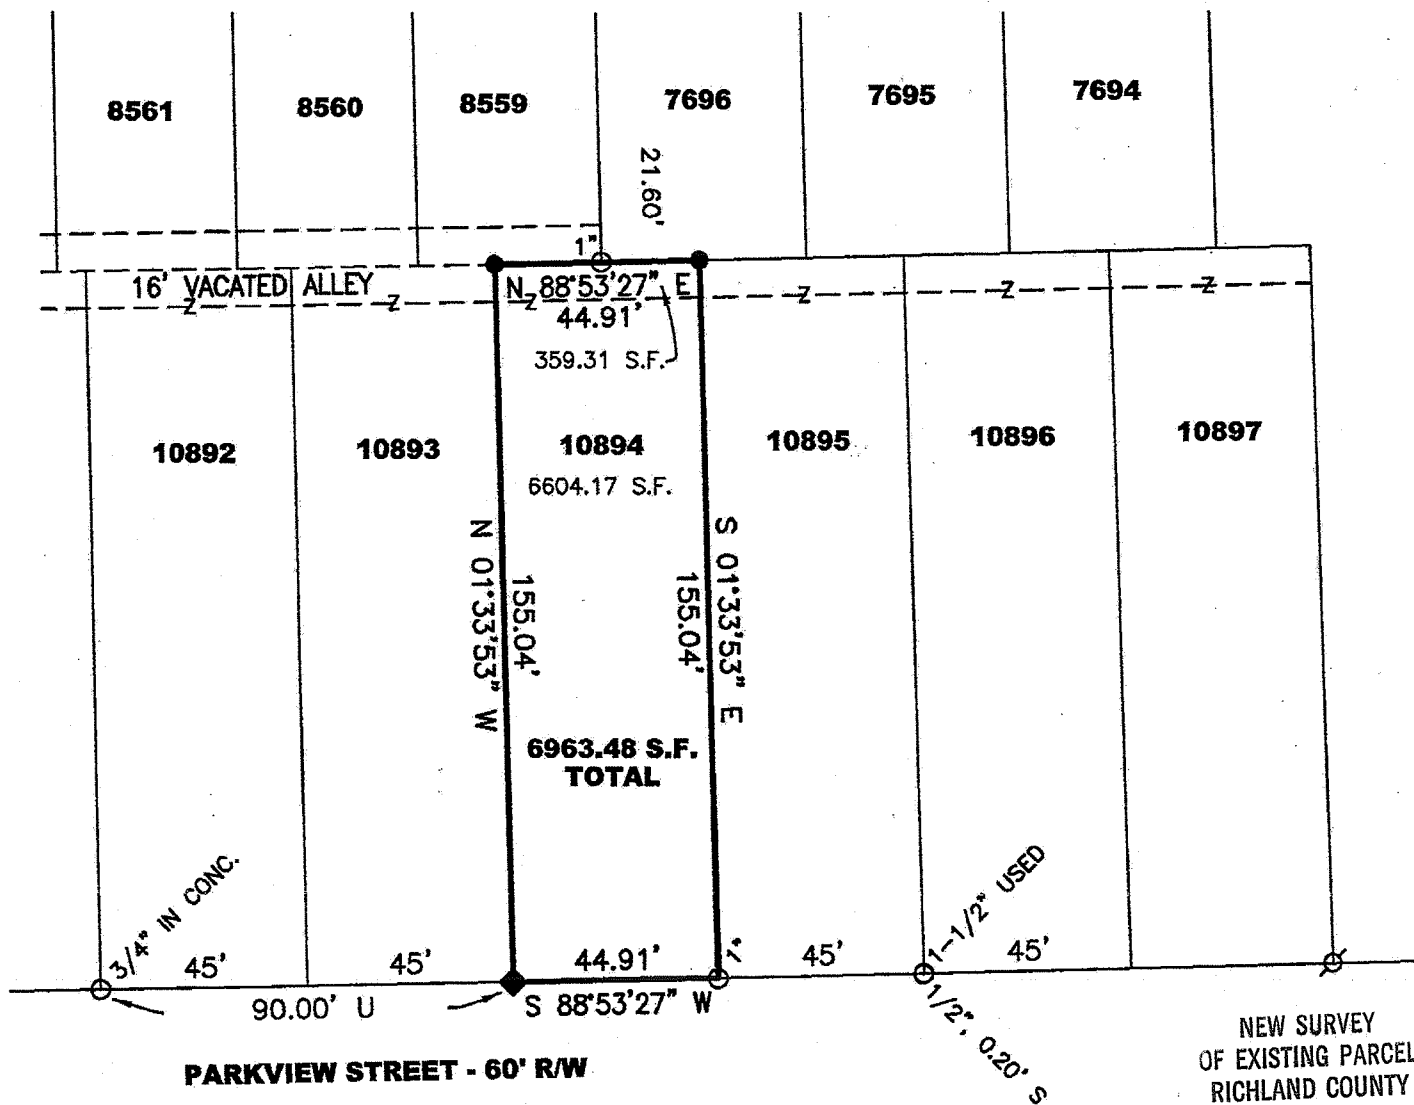 8561
8560
8559
7696
7695
7694
21.60'
1"
16' VACATED ALLEY
N 88°53'27" E
Z Z Z Z Z Z
44.91'
359.31 S.F.
10892
10893
10894
10895
10896
10897
6604.17 S.F.
N 01°33'53" W
155.04'
155.04'
S 01°33'53" E
6963.48 S.F.
TOTAL
3/4" IN CONC.
1"
1-1/2" USED
45'
45'
44.91'
45'
45'
90.00' U
S 88°53'27" W
1/2", 0.20' S
PARKVIEW STREET - 60' R/W
NEW SURVEY
OF EXISTING PARCEL
RICHLAND COUNTY